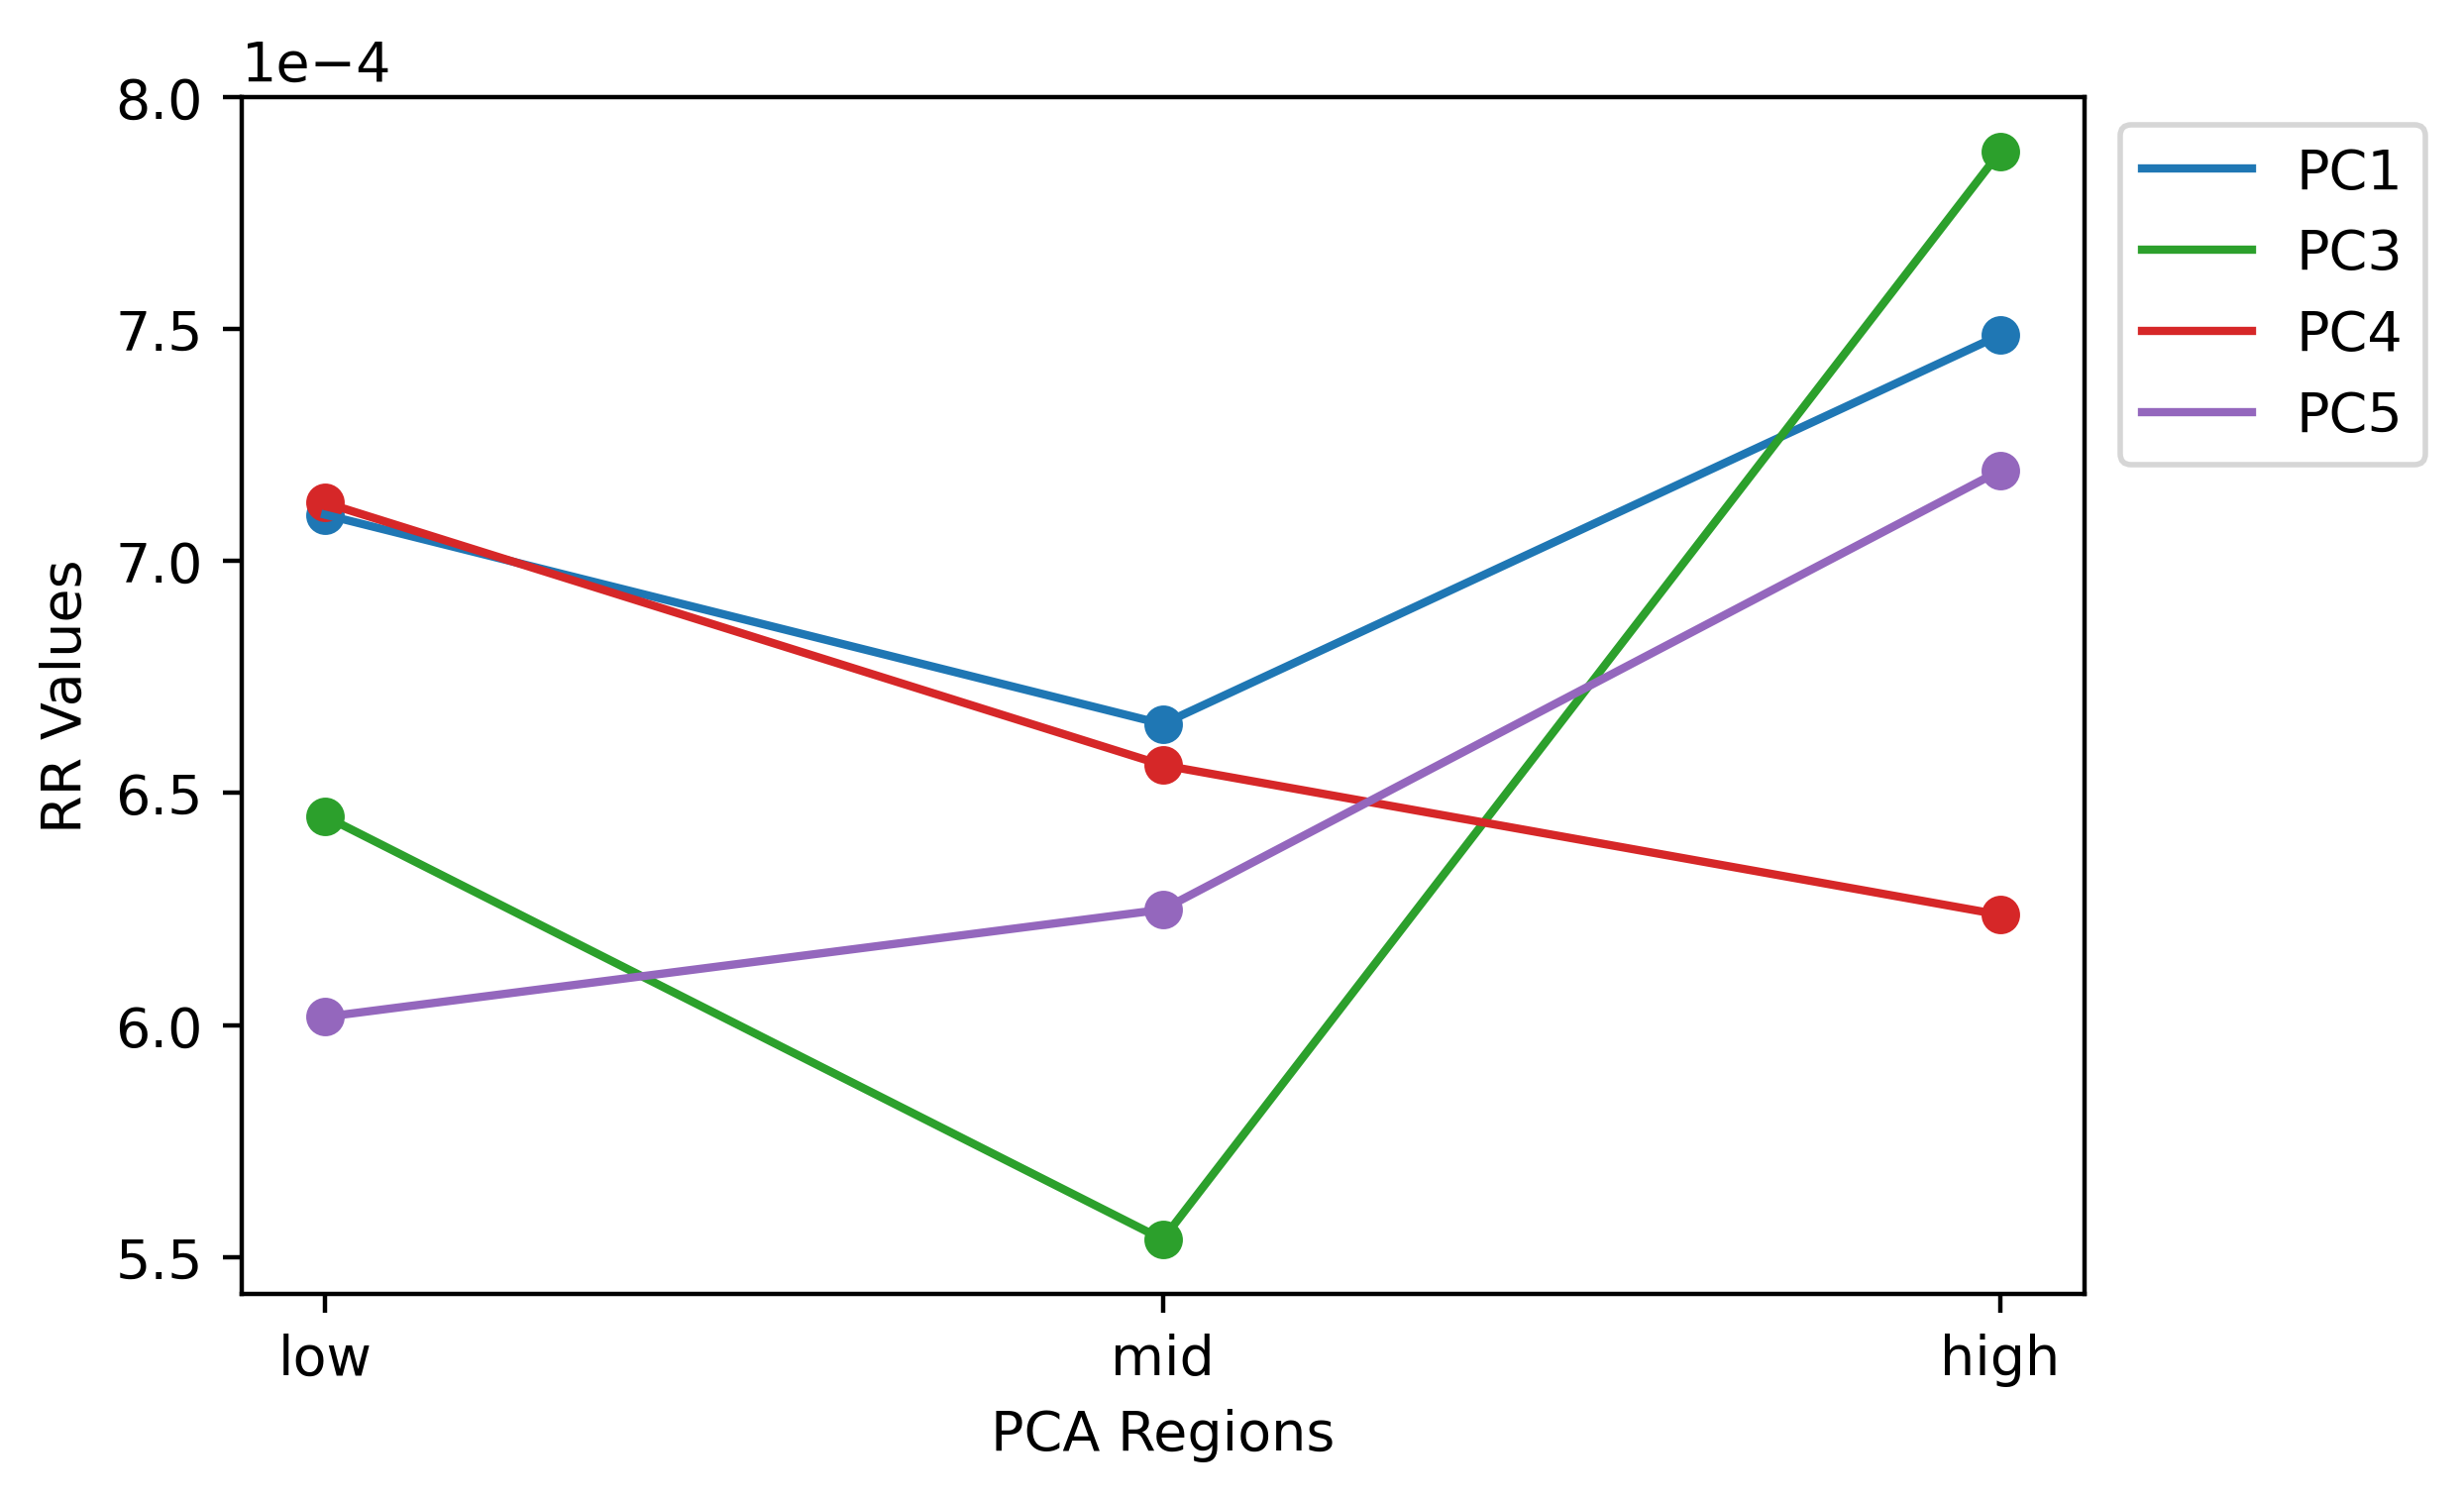 1e−4
8.0
7.5
7.0
6.5
6.0
5.5
RR Values
low
mid
high
PCA Regions
PC1
PC3
PC4
PC5